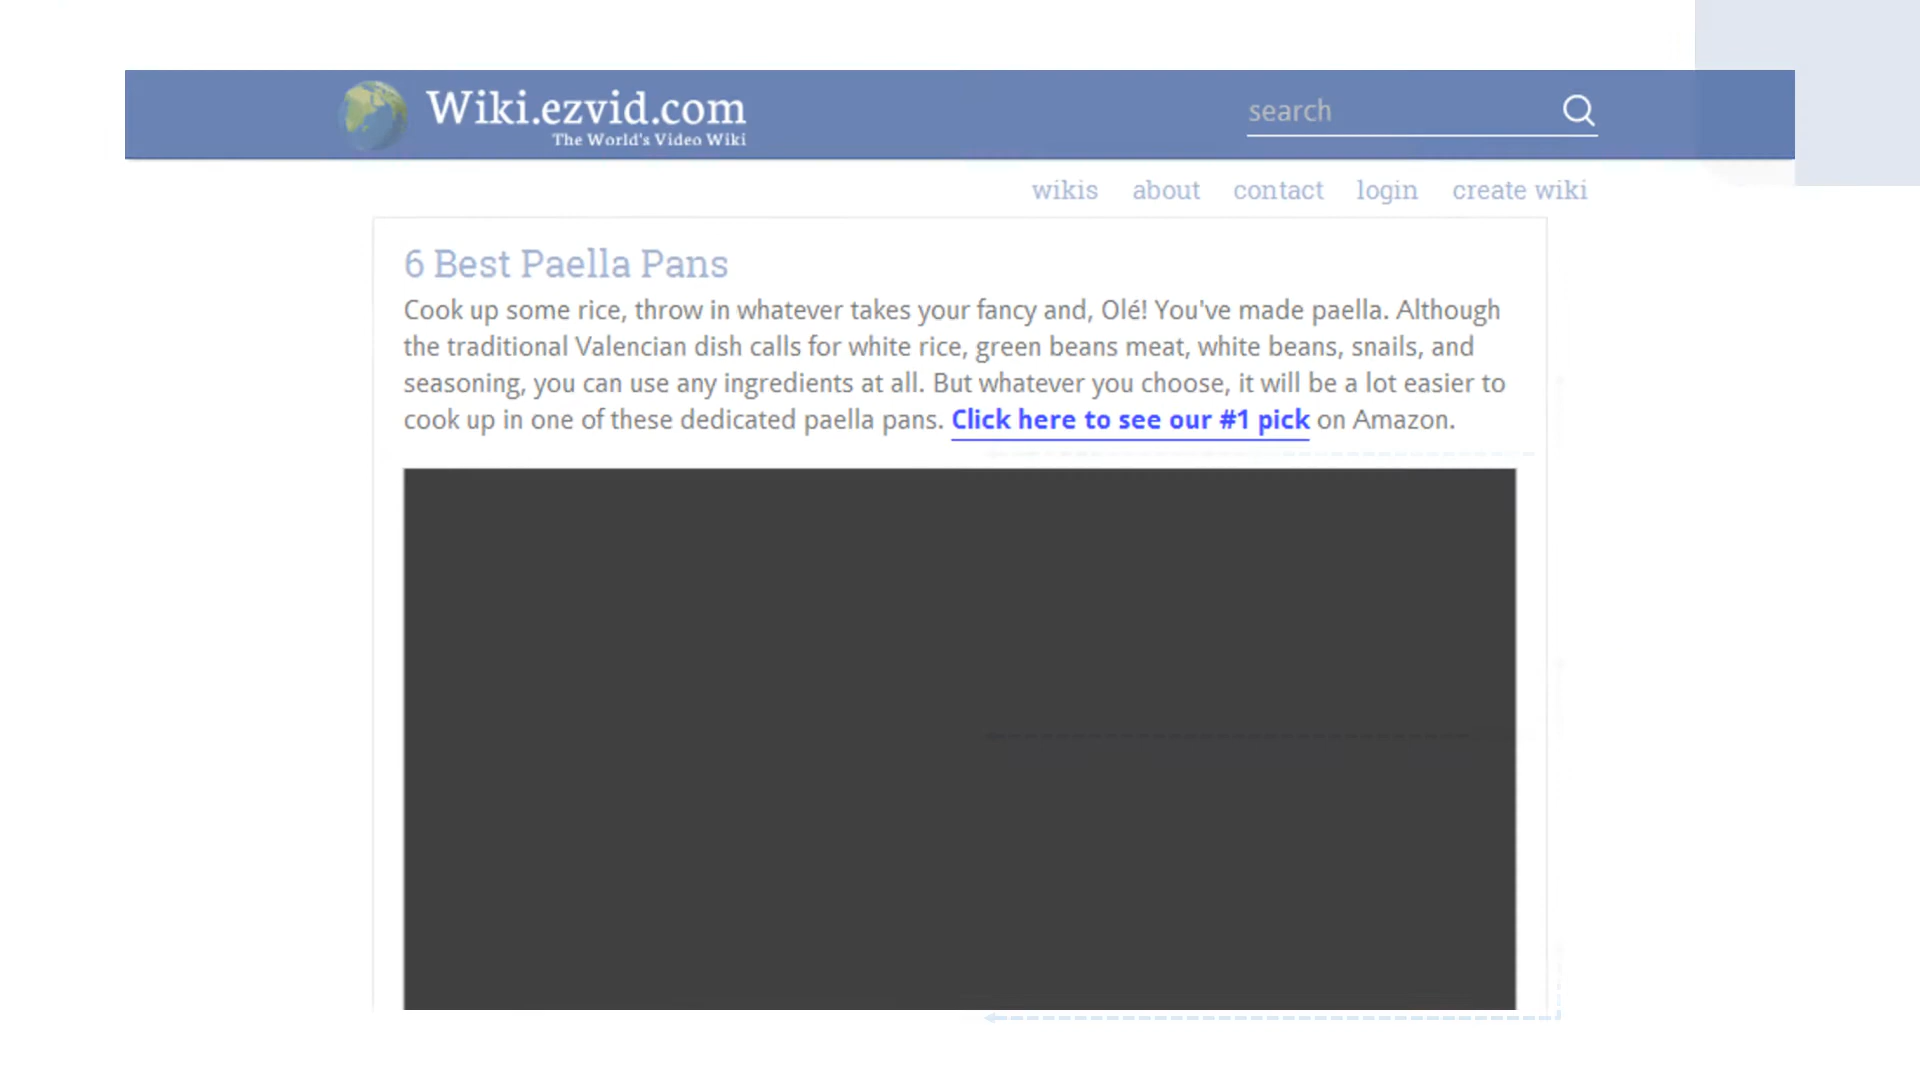 Wiki.ezvid.com
The World's Video Wiki
search
wikis about contact login create wiki
6 Best Paella Pans
Cook up some rice, throw in whatever takes your fancy and, Olé! You've made paella. Although
the traditional Valencian dish calls for white rice, green beans meat, white beans, snails, and
seasoning, you can use any ingredients at all. But whatever you choose, it will be a lot easier to
cook up in one of these dedicated paella pans. Click here to see our #1 pick on Amazon.